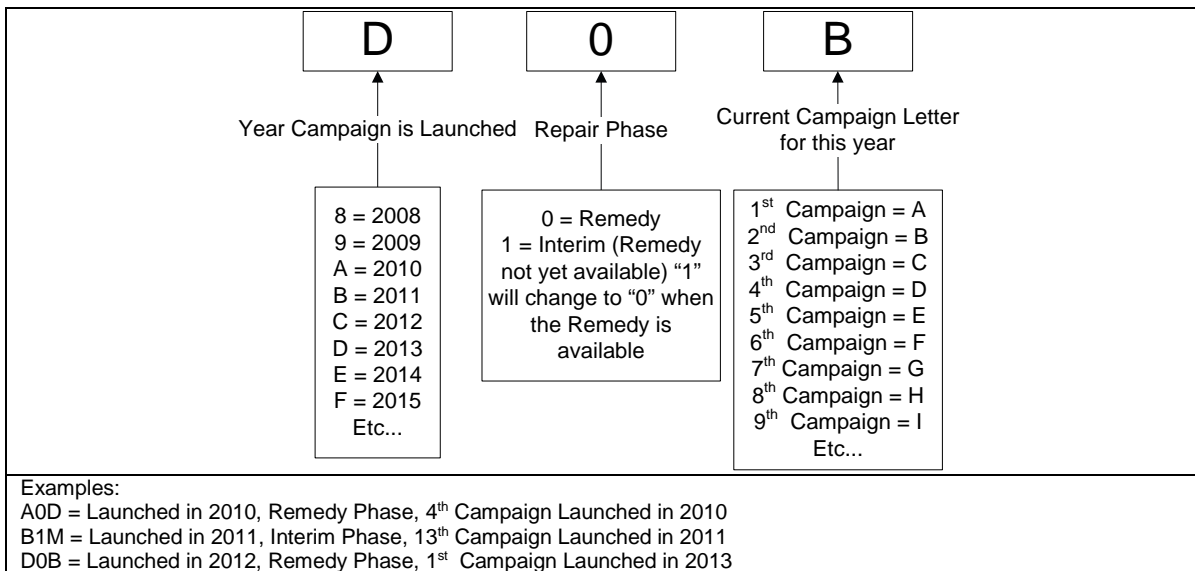 D 0 B
Year Campaign is Launched
Repair Phase
Current Campaign Letter
for this year
8 = 2008
9 = 2009
A = 2010
B = 2011
C = 2012
D = 2013
E = 2014
F = 2015
Etc...
0 = Remedy
1 = Interim (Remedy
not yet available) “1”
will change to “0” when
the Remedy is
available
1st Campaign = A
2nd Campaign = B
3rd Campaign = C
4th Campaign = D
5th Campaign = E
6th Campaign = F
7th Campaign = G
8th Campaign = H
9th Campaign = I
Etc...
Examples:
A0D = Launched in 2010, Remedy Phase, 4th Campaign Launched in 2010
B1M = Launched in 2011, Interim Phase, 13th Campaign Launched in 2011
D0B = Launched in 2012, Remedy Phase, 1st Campaign Launched in 2013